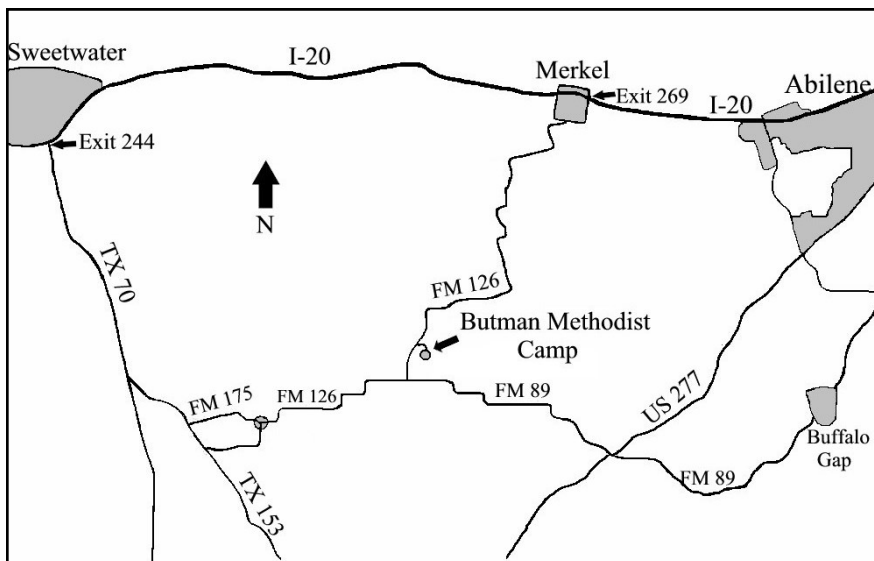 Sweetwater
I-20
Merkel
Exit 269
I-20
Abilene
Exit 244
N
TX 70
FM 126
Butman Methodist
Camp
FM 175
FM 126
FM 89
US 277
Buffalo
Gap
FM 89
TX 153